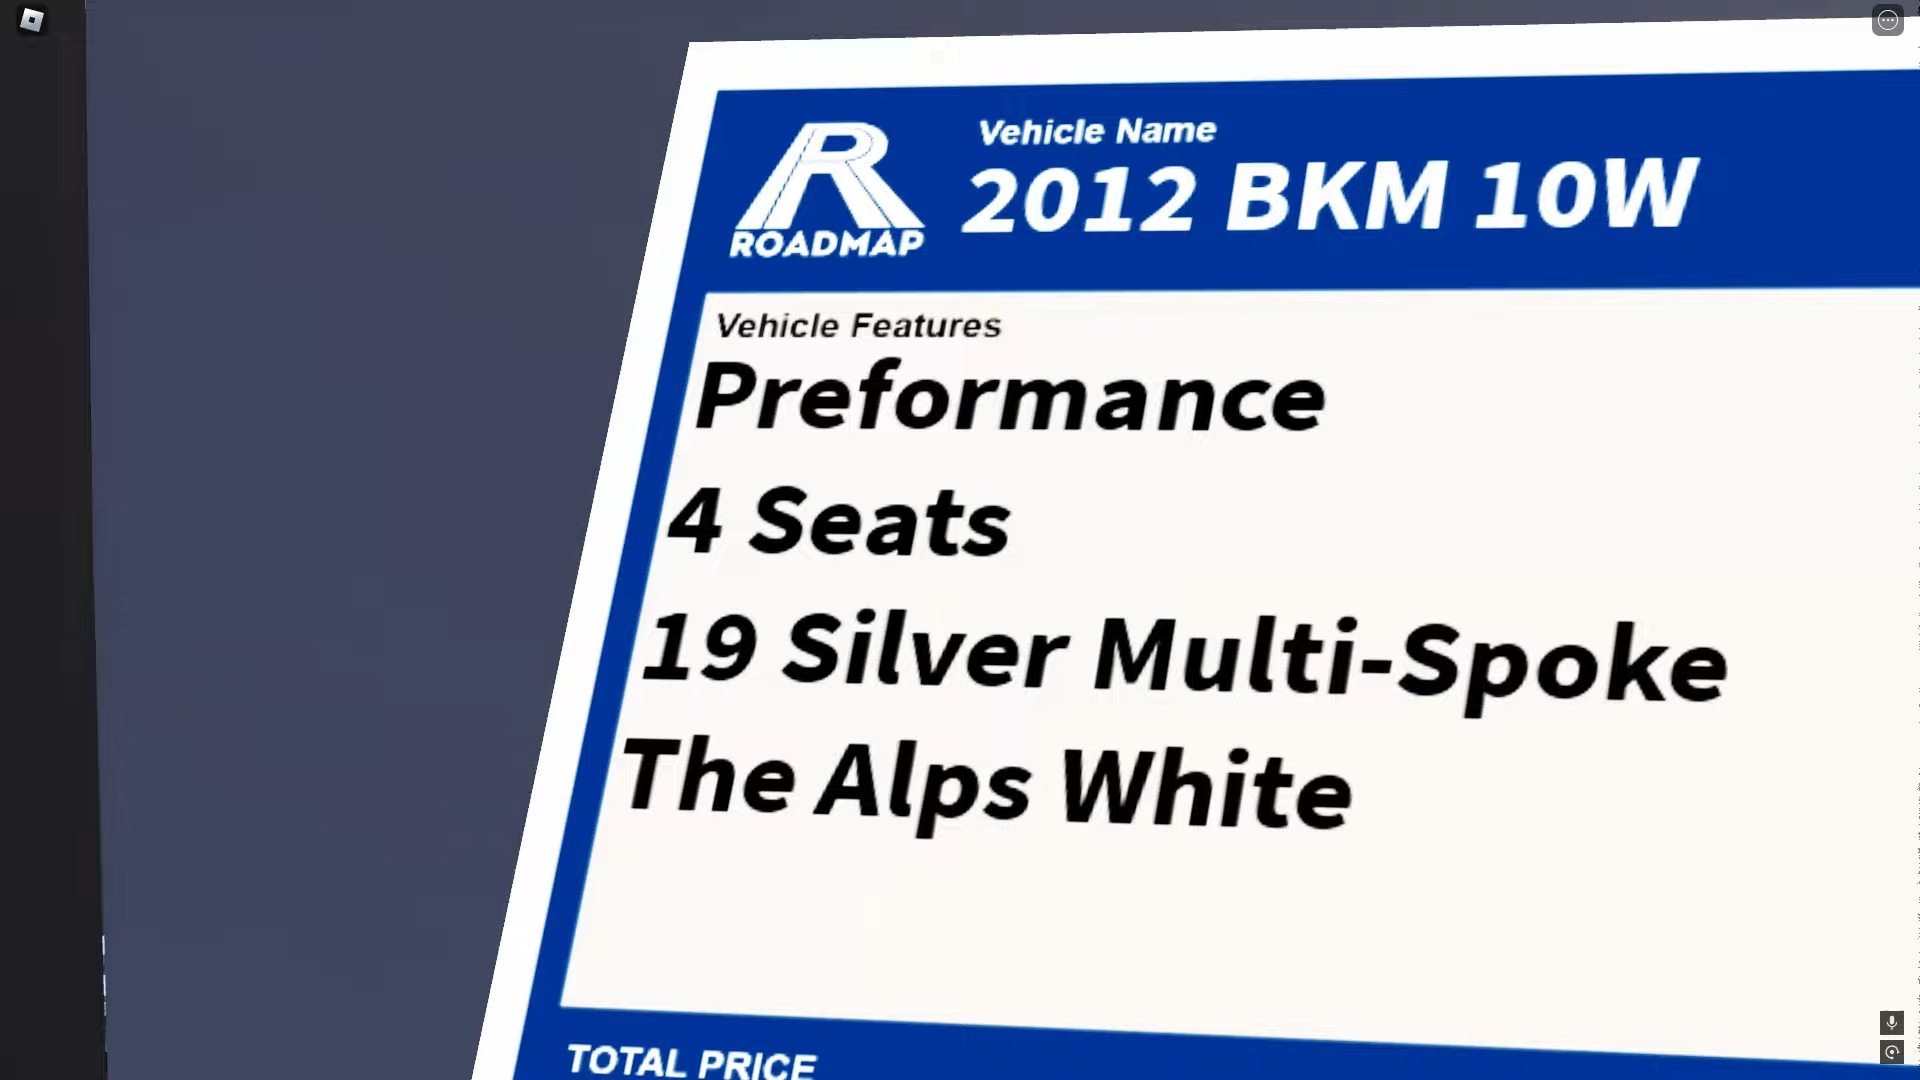 ROADMAP
Vehicle Name
2012 BKM 10W
Vehicle Features
Preformance
4 Seats
19 Silver Multi-Spoke
The Alps White
TOTAL PRICE